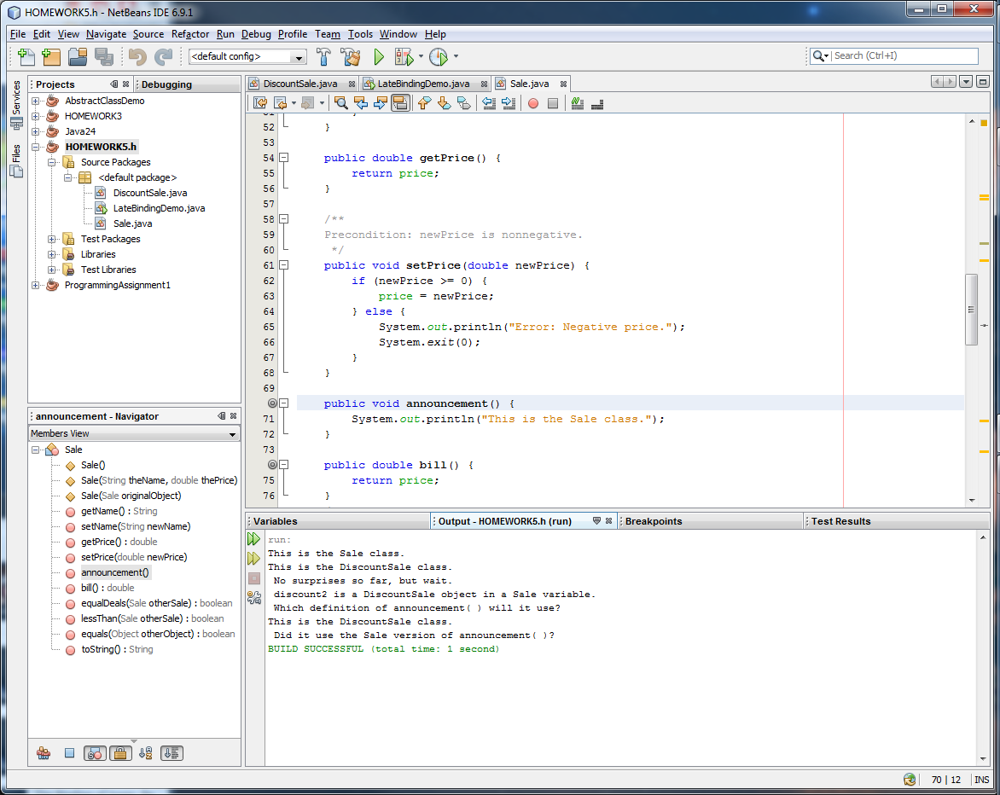 HOMEWORK5.h - NetBeans IDE 6.9.1
File Edit View Navigate Source Refactor Run Debug Profile Team Tools Window Help
<default config>
Search (Ctrl+I)
Services
Files
Projects
Debugging
AbstractClassDemo
HOMEWORK3
Java24
HOMEWORK5.h
Source Packages
<default package>
DiscountSale.java
LateBindingDemo.java
Sale.java
Test Packages
Libraries
Test Libraries
ProgrammingAssignment1
announcement - Navigator
Members View
Sale
Sale()
Sale(String theName, double thePrice)
Sale(Sale originalObject)
getName() : String
setName(String newName)
getPrice() : double
setPrice(double newPrice)
announcement()
bill() : double
equalDeals(Sale otherSale) : boolean
lessThan(Sale otherSale) : boolean
equals(Object otherObject) : boolean
toString() : String
DiscountSale.java LateBindingDemo.java Sale.java
52 }
53
54 public double getPrice() {
55 return price;
56 }
57
58 /**
59 Precondition: newPrice is nonnegative.
60 */
61 public void setPrice(double newPrice) {
62 if (newPrice >= 0) {
63 price = newPrice;
64 } else {
65 System.out.println("Error: Negative price.");
66 System.exit(0);
67 }
68 }
69
public void announcement() {
71 System.out.println("This is the Sale class.");
72 }
73
public double bill() {
75 return price;
76 }
Variables
Output - HOMEWORK5.h (run)
Breakpoints
Test Results
run:
This is the Sale class.
This is the DiscountSale class.
No surprises so far, but wait.
discount2 is a DiscountSale object in a Sale variable.
Which definition of announcement( ) will it use?
This is the DiscountSale class.
Did it use the Sale version of announcement( )?
BUILD SUCCESSFUL (total time: 1 second)
70 | 12 INS